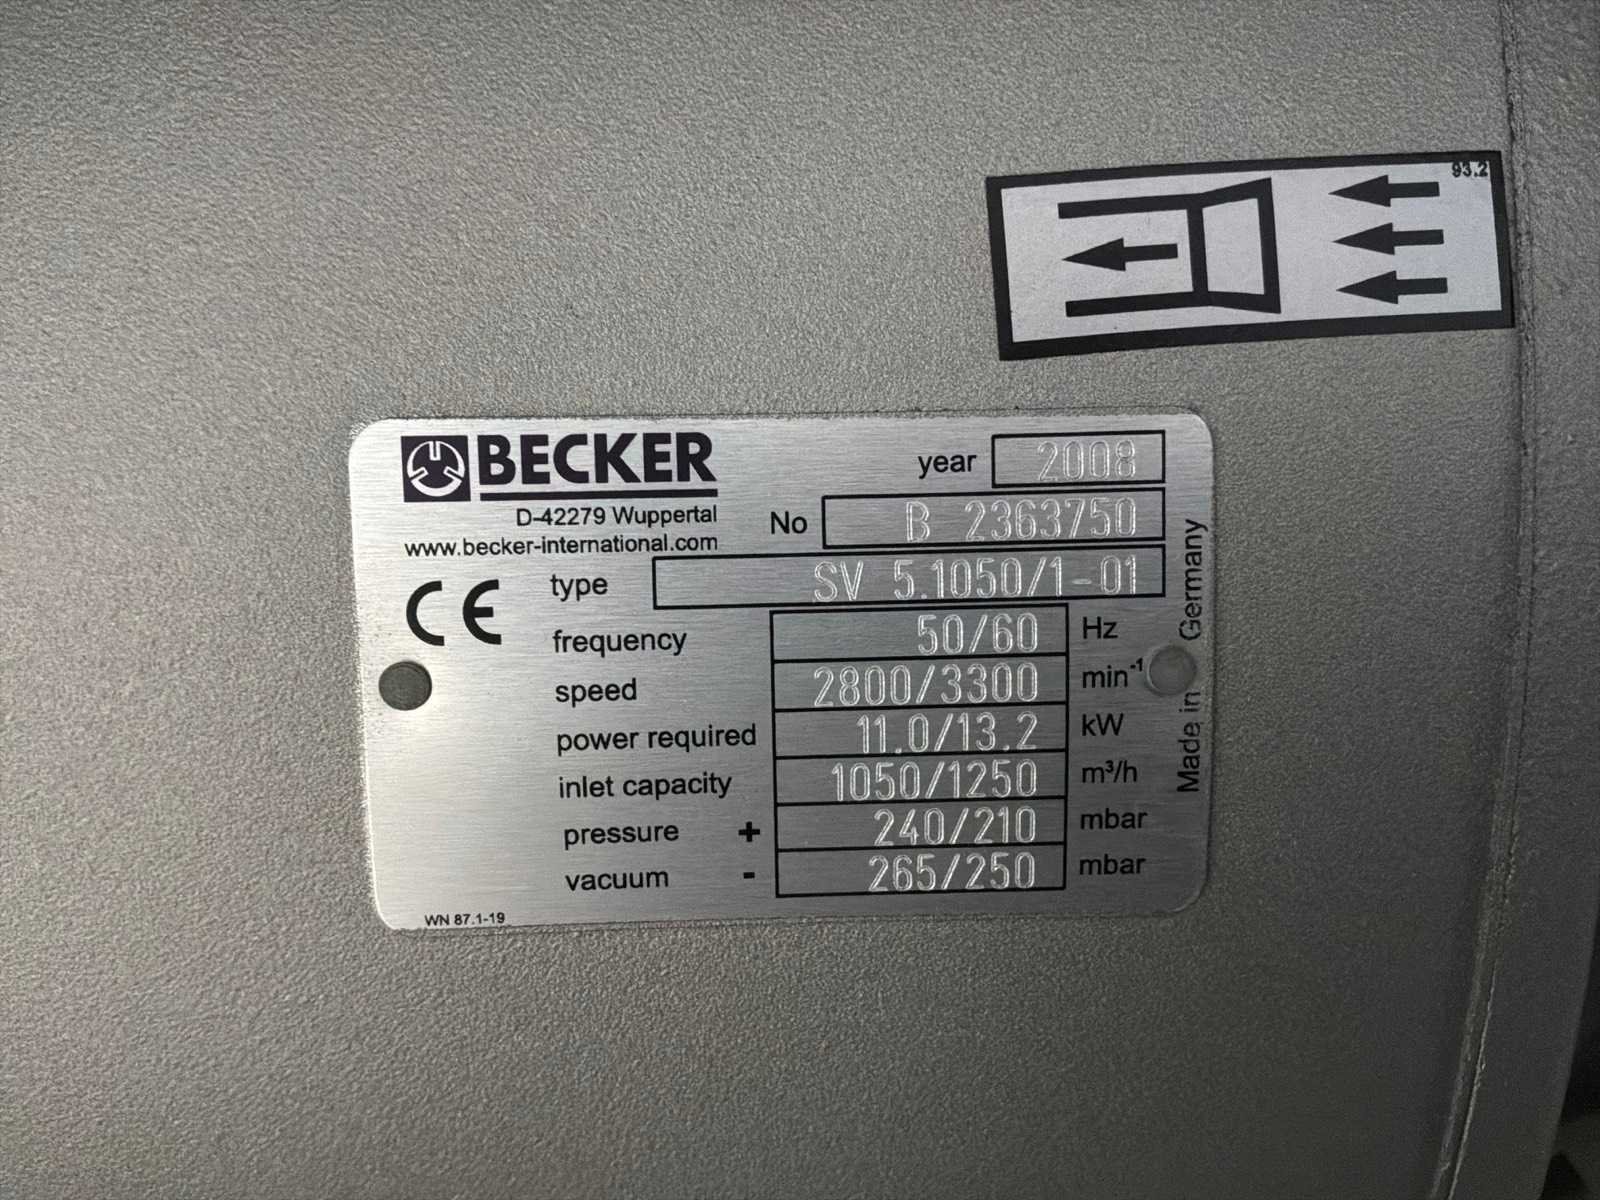 93.2
BECKER
D-42279 Wuppertal
www.becker-international.com
CE
year 2008
No B 2363750
type SV 5.1050/1-01
frequency 50/60 Hz
speed 2800/3300 min⁻¹
power required 11.0/13.2 kW
inlet capacity 1050/1250 m³/h
pressure + 240/210 mbar
vacuum - 265/250 mbar
WN 87.1-19
Made in Germany